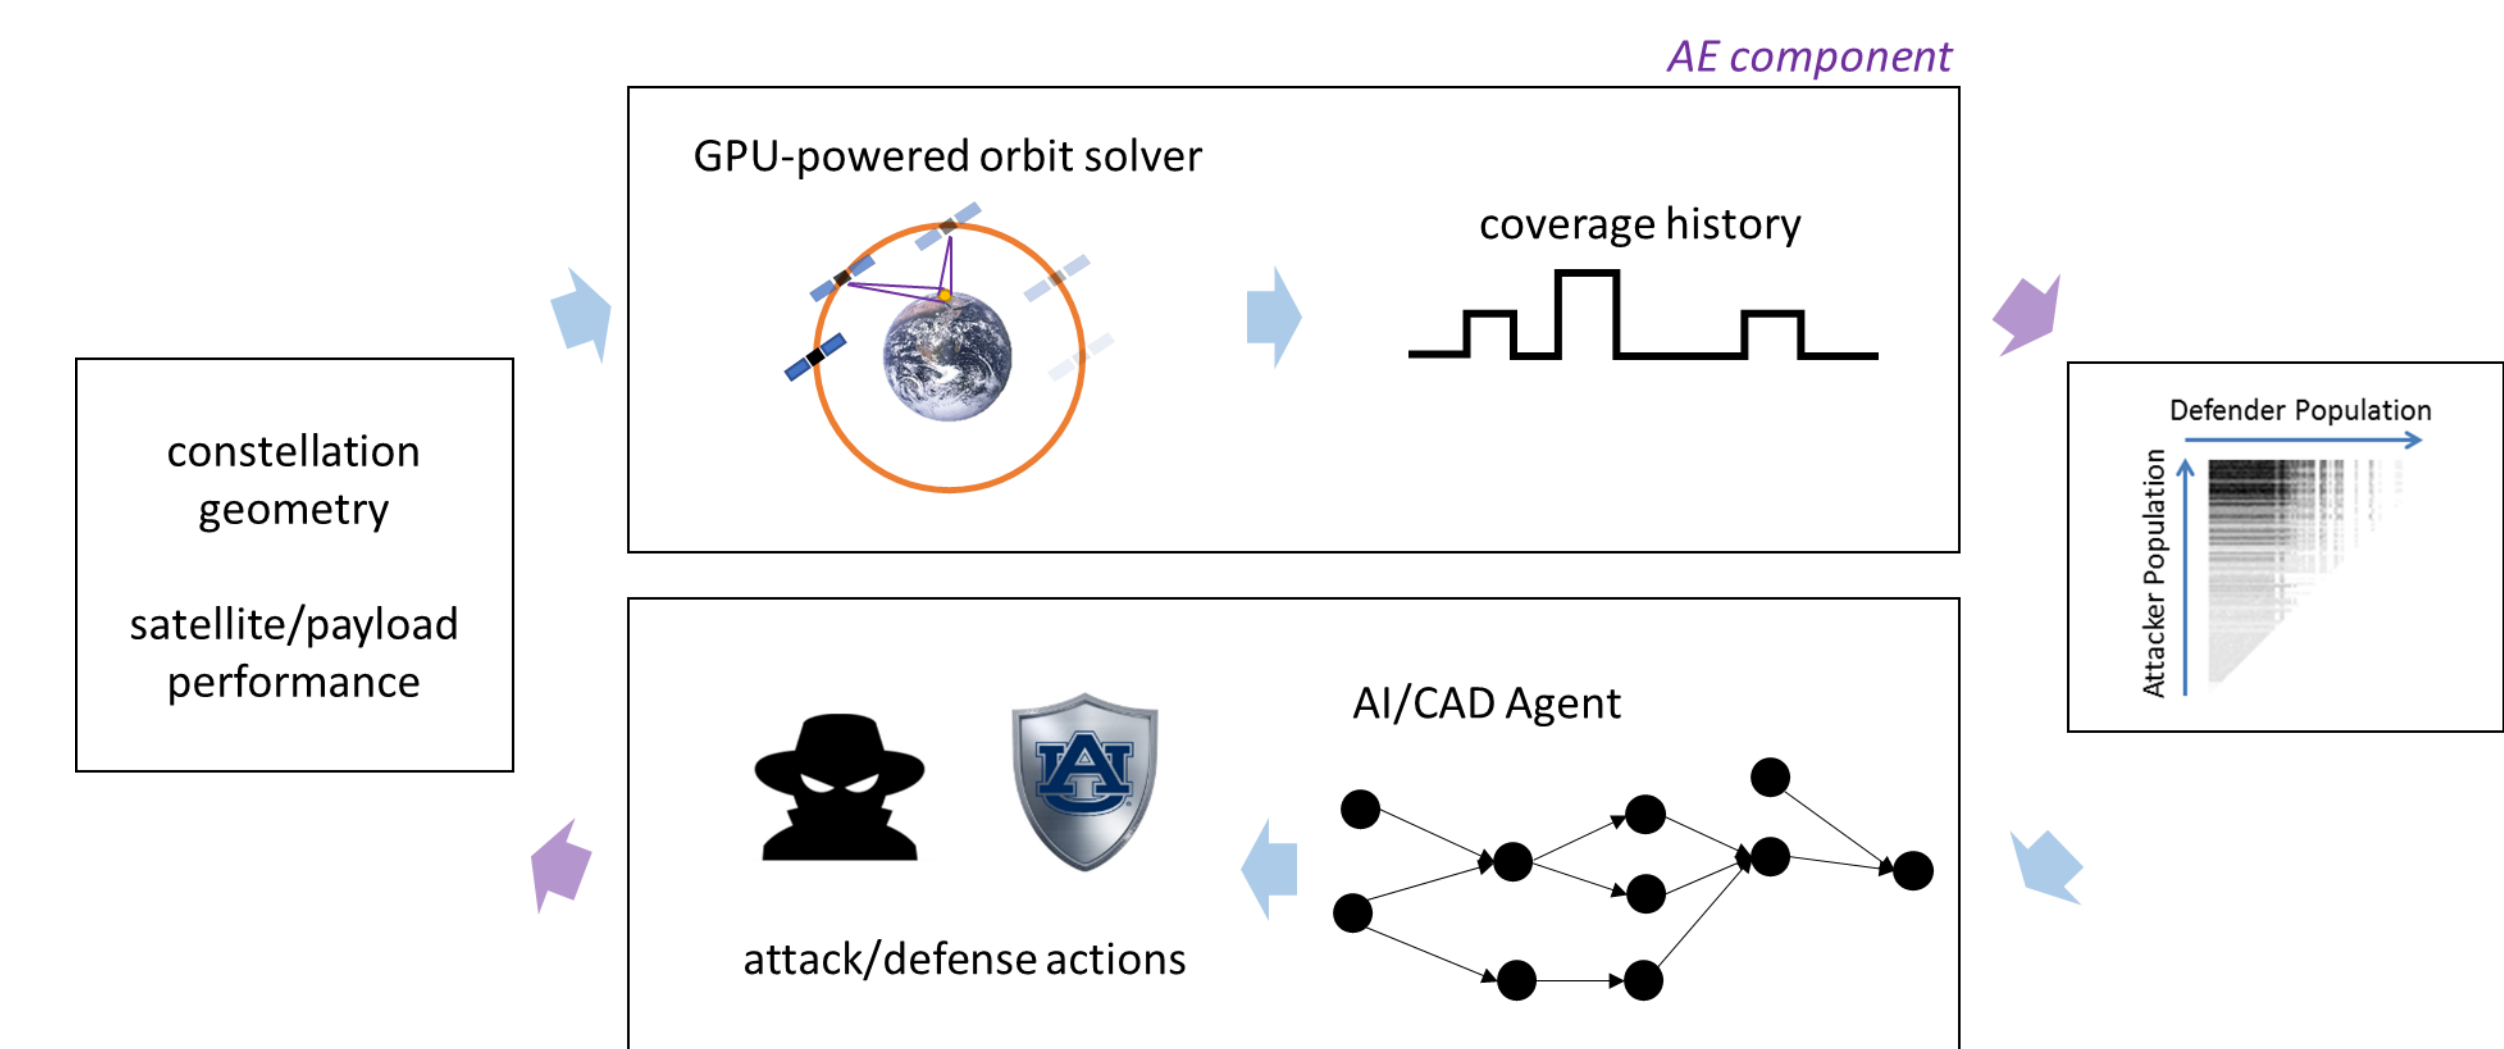 AE component
GPU-powered orbit solver
coverage history
constellation
geometry
satellite/payload
performance
Defender Population
Attacker Population
AI/CAD Agent
attack/defense actions
AU